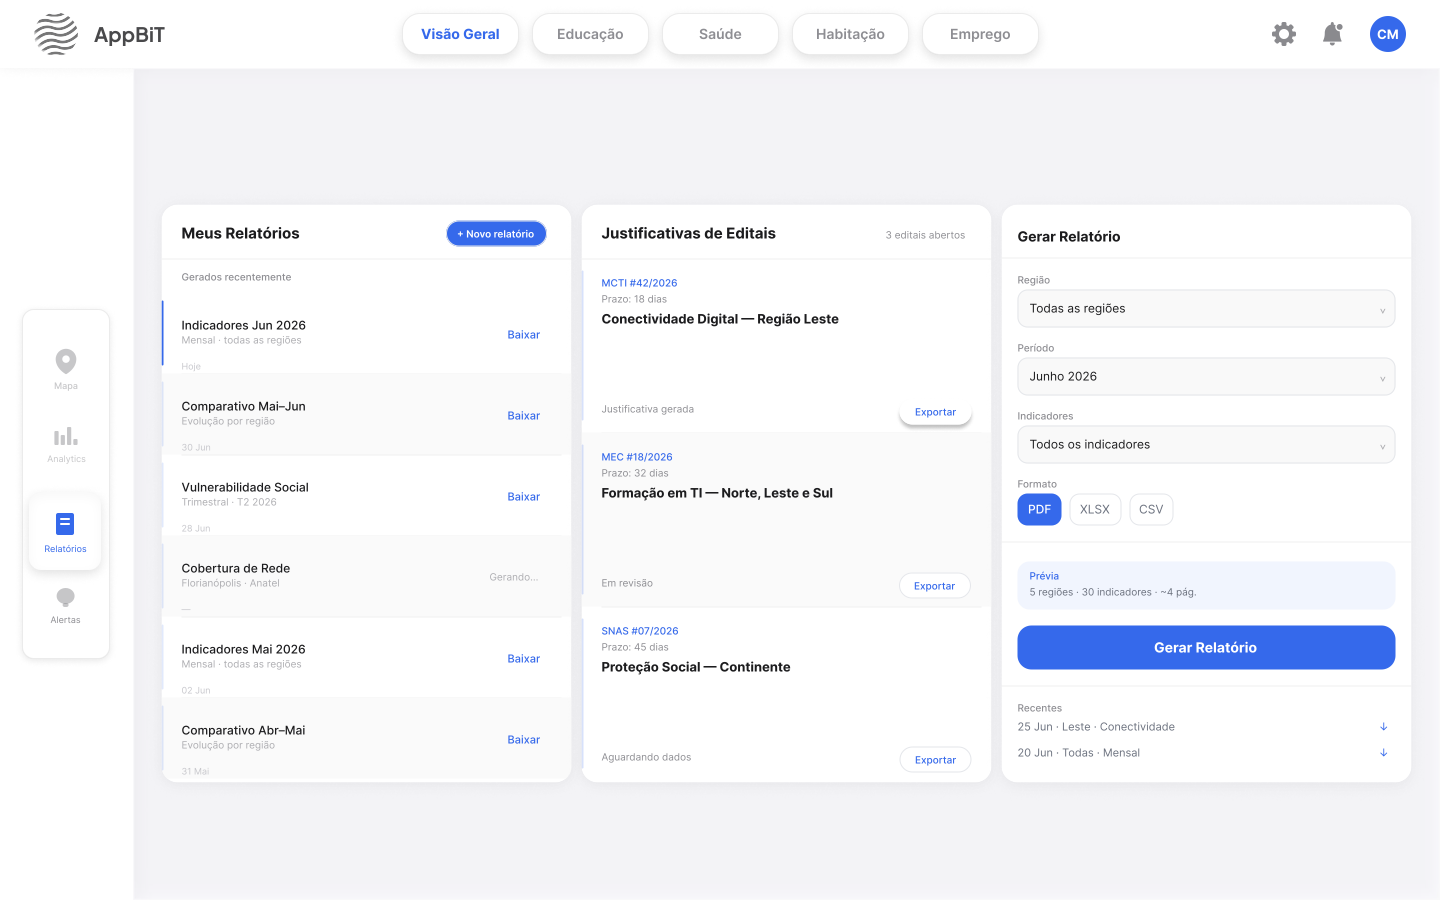 AppBiT
Visão Geral
Educação
Saúde
Habitação
Emprego
CM
Mapa
Analytics
Relatórios
Alertas
Meus Relatórios
+ Novo relatório
Gerados recentemente
Indicadores Jun 2026
Mensal · todas as regiões
Baixar
Hoje
Comparativo Mai–Jun
Evolução por região
Baixar
30 Jun
Vulnerabilidade Social
Trimestral · T2 2026
Baixar
28 Jun
Cobertura de Rede
Florianópolis · Anatel
Gerando...
—
Indicadores Mai 2026
Mensal · todas as regiões
Baixar
02 Jun
Comparativo Abr–Mai
Evolução por região
Baixar
31 Mai
Justificativas de Editais
3 editais abertos
MCTI #42/2026
Prazo: 18 dias
Conectividade Digital — Região Leste
Justificativa gerada
Exportar
MEC #18/2026
Prazo: 32 dias
Formação em TI — Norte, Leste e Sul
Em revisão
Exportar
SNAS #07/2026
Prazo: 45 dias
Proteção Social — Continente
Aguardando dados
Exportar
Gerar Relatório
Região
Todas as regiões
v
Período
Junho 2026
v
Indicadores
Todos os indicadores
v
Formato
PDF
XLSX
CSV
Prévia
5 regiões · 30 indicadores · ~4 pág.
Gerar Relatório
Recentes
25 Jun · Leste · Conectividade
↓
20 Jun · Todas · Mensal
↓